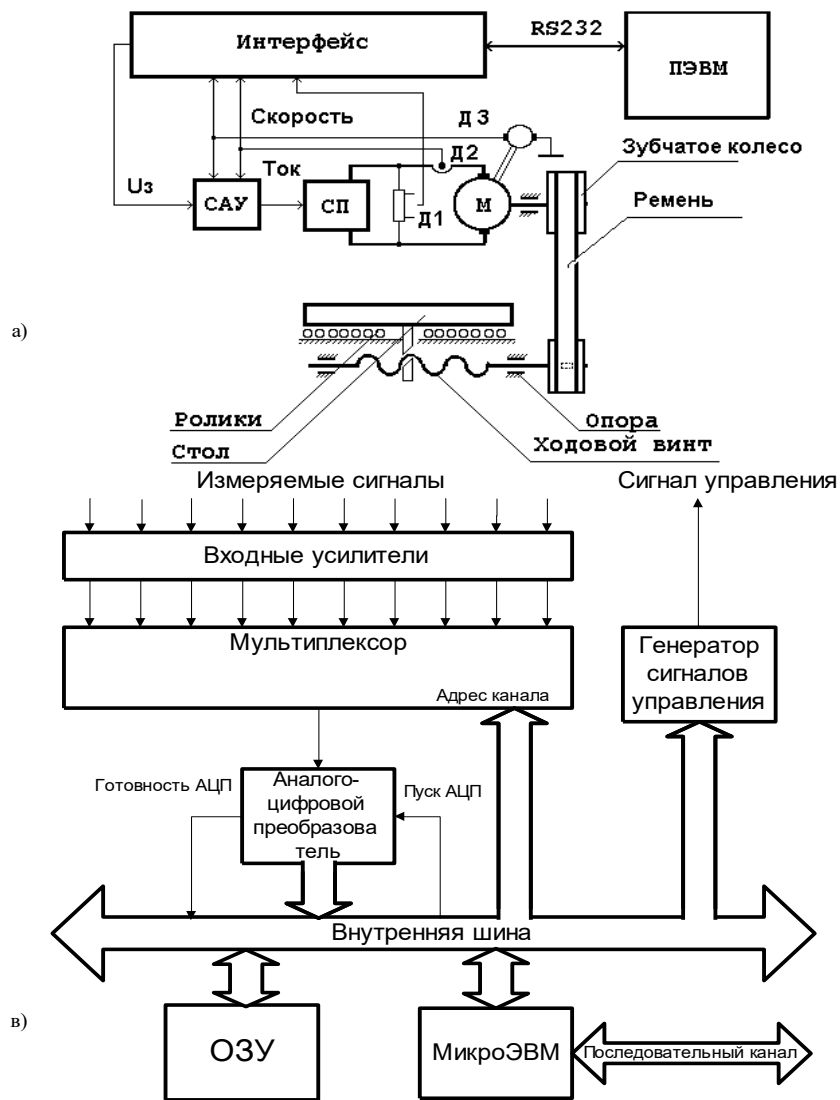 Интерфейс
RS232
ПЭВМ
Скорость
Д3
Зубчатое колесо
Uз
Ток
Д2
САУ
СП
Д1
М
Ремень
а)
Ролики
Опора
Стол
Ходовой винт
Измеряемые сигналы
Сигнал управления
Входные усилители
Мультиплексор
Генератор
сигналов
управления
Адрес канала
Готовность АЦП
Аналого-
цифровой
преобразова
тель
Пуск АЦП
Внутренняя шина
в)
ОЗУ
МикроЭВМ
Последовательный канал